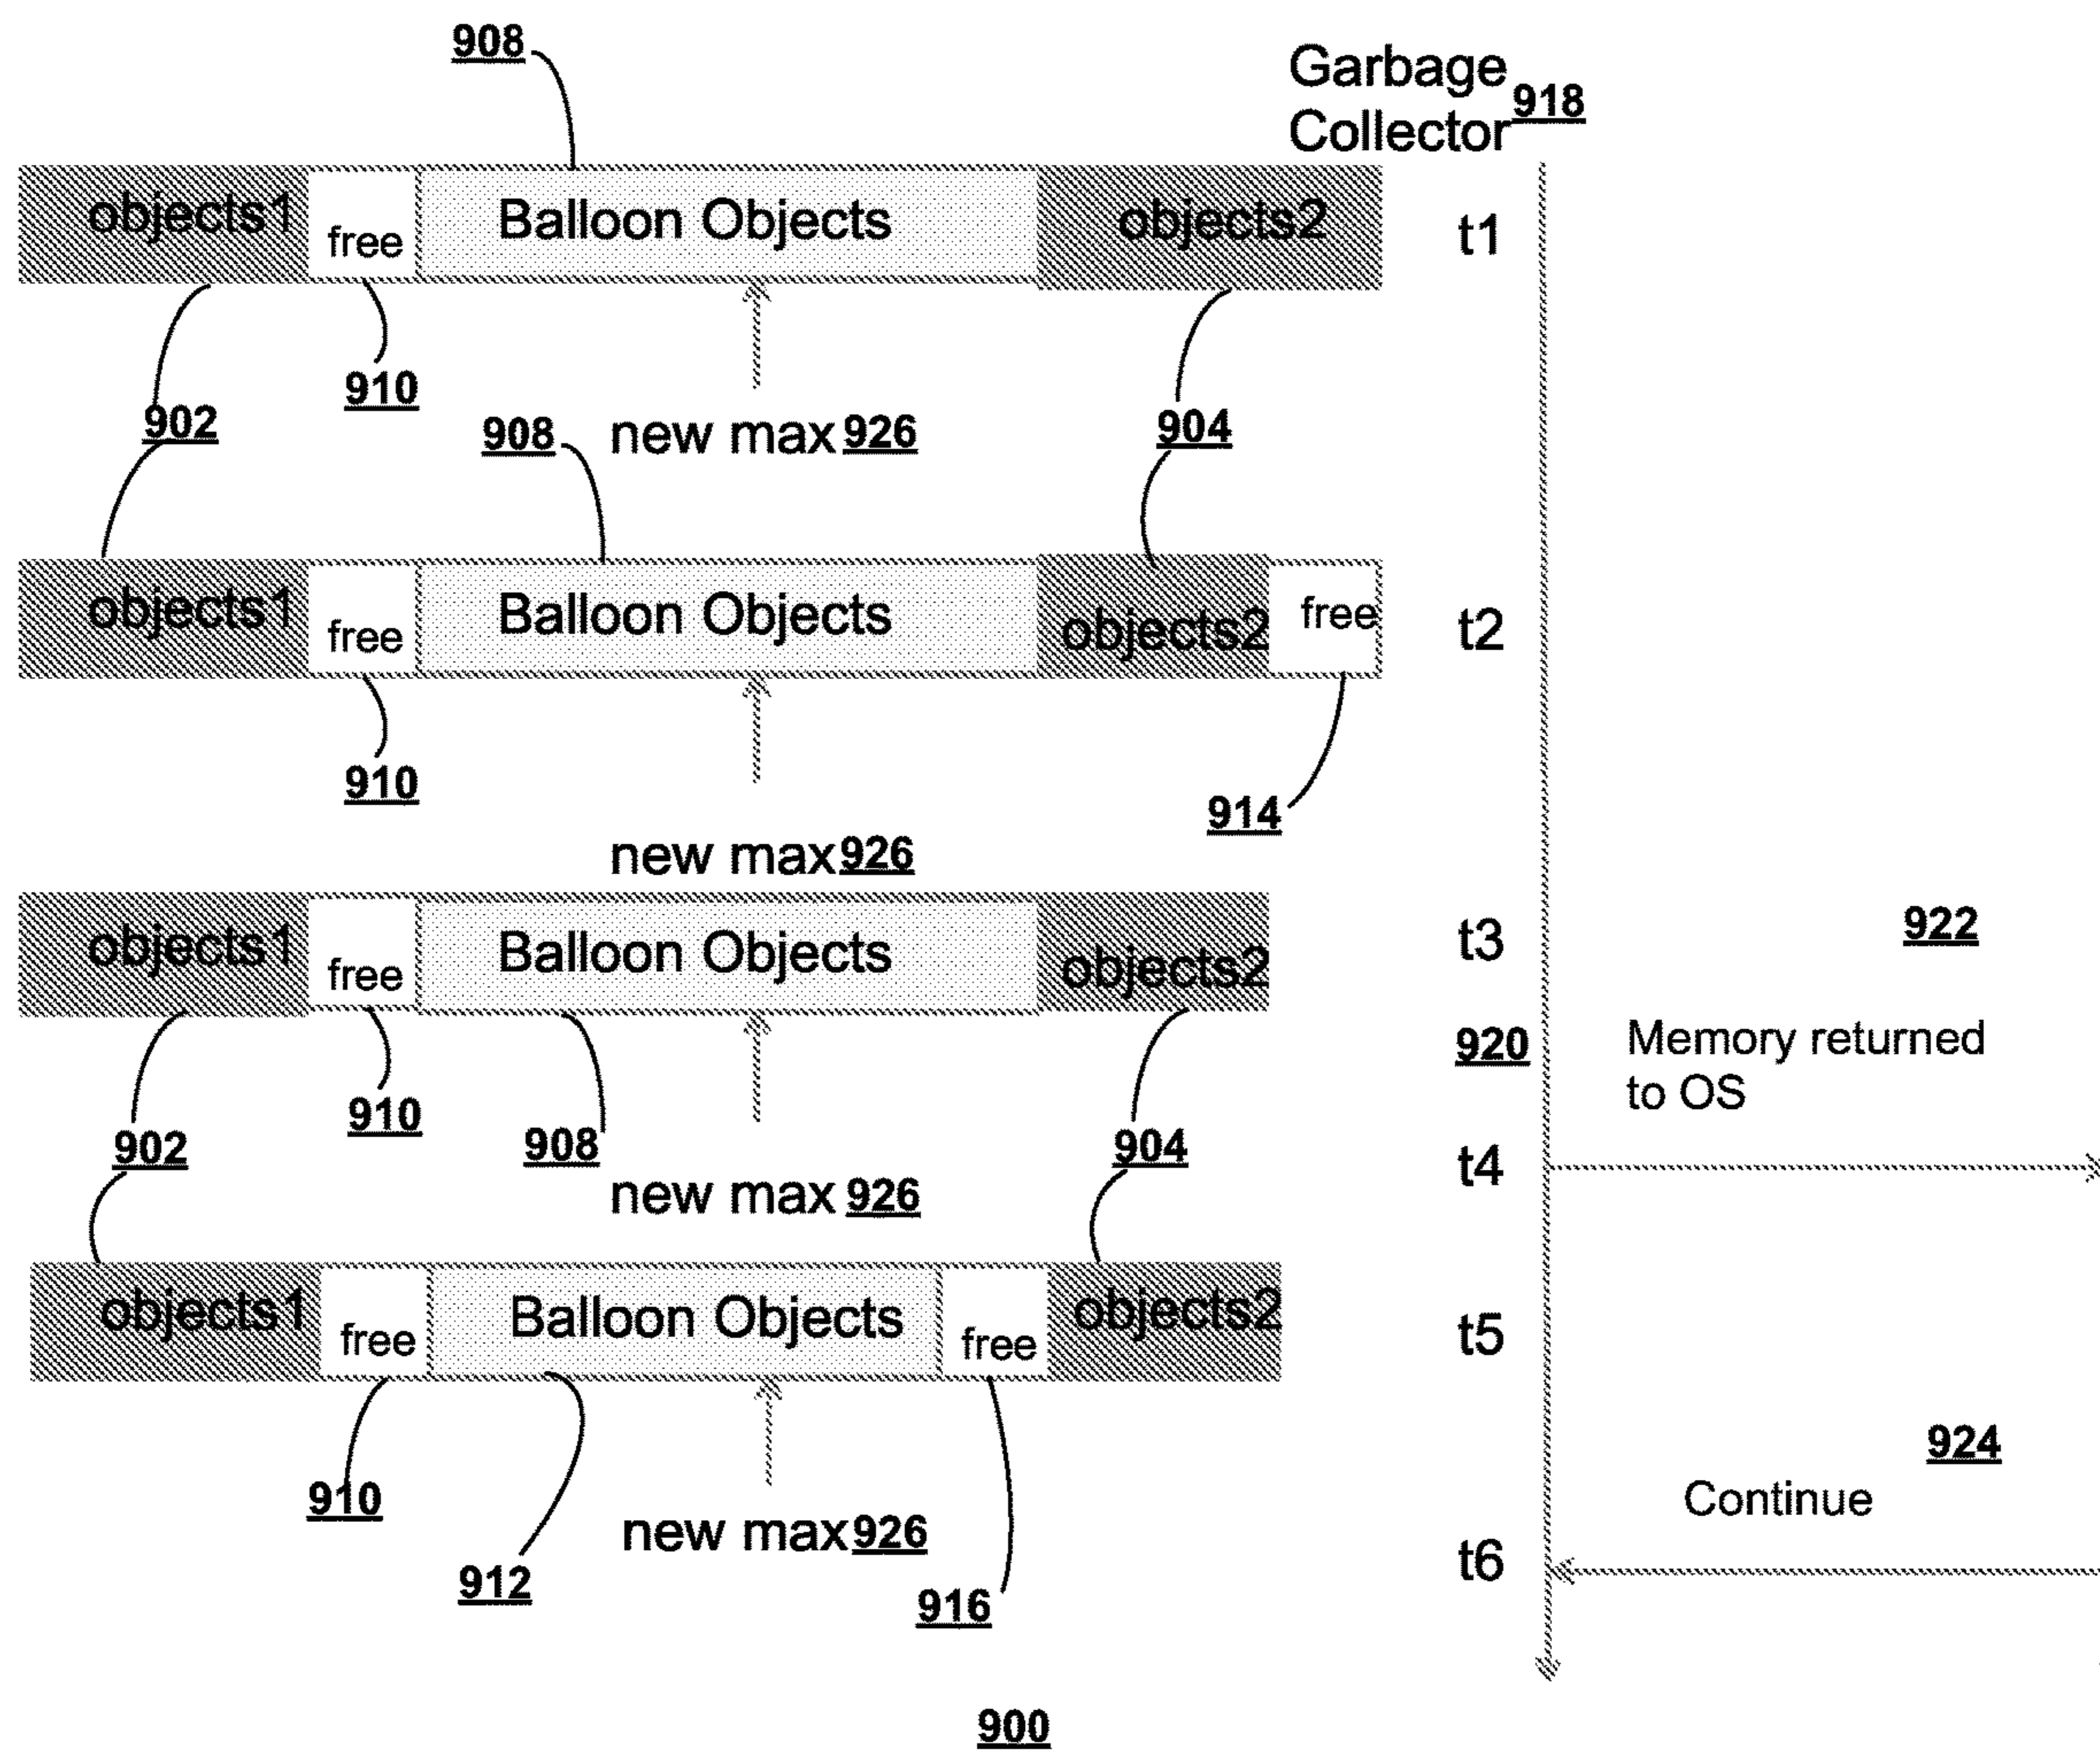 908
Garbage
Collector 918
objects1 free Balloon Objects objects2 t1
910
902 908 new max 926 904
objects1 free Balloon Objects objects2 free t2
910
914
new max 926
objects1 free Balloon Objects objects2 t3 922
920 Memory returned
to OS
910
902 908 904 t4
new max 926
objects1 free Balloon Objects free objects2 t5
924
910 Continue
new max 926
912 916 t6
900